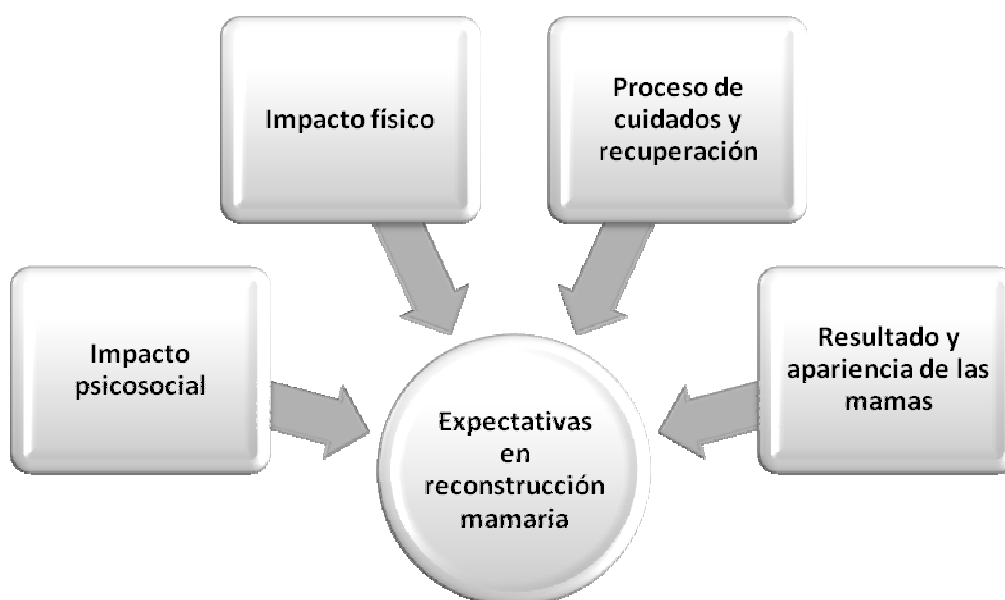 Impacto físico
Proceso de
cuidados y
recuperación
Impacto
psicosocial
Resultado y
apariencia de las
mamas
Expectativas
en
reconstrucción
mamaria